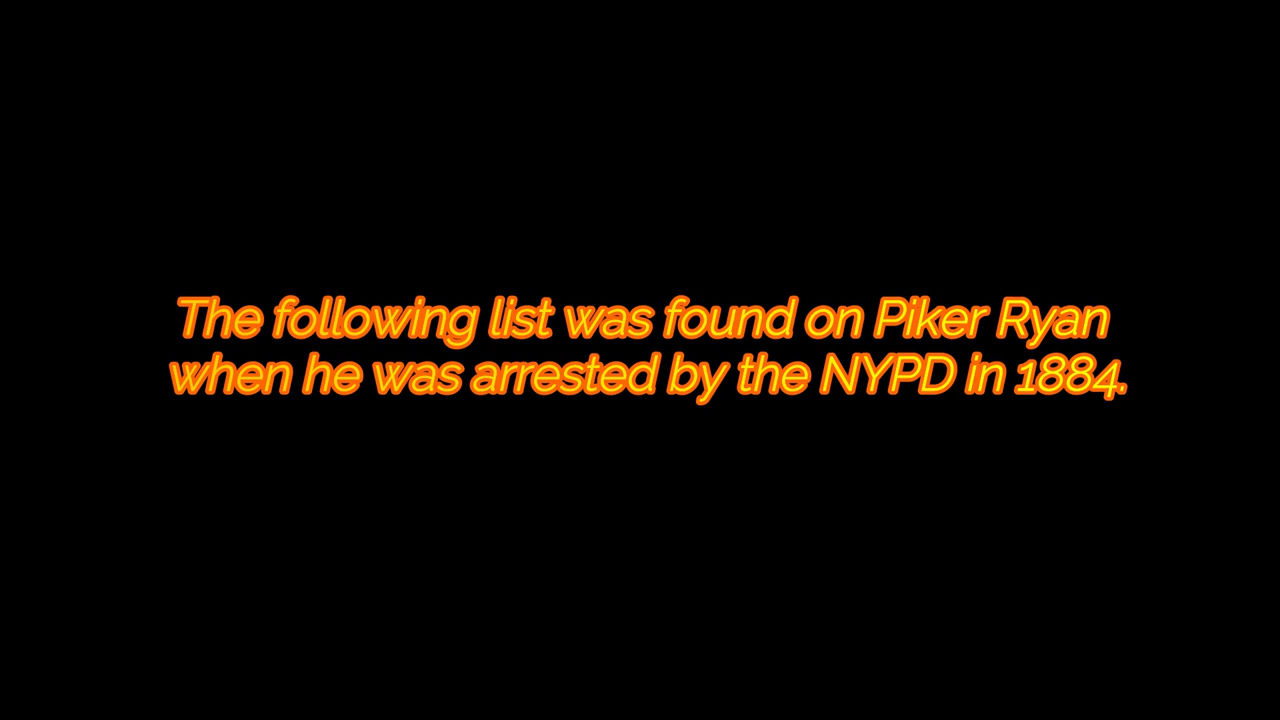 The following list was found on Piker Ryan
when he was arrested by the NYPD in 1884.